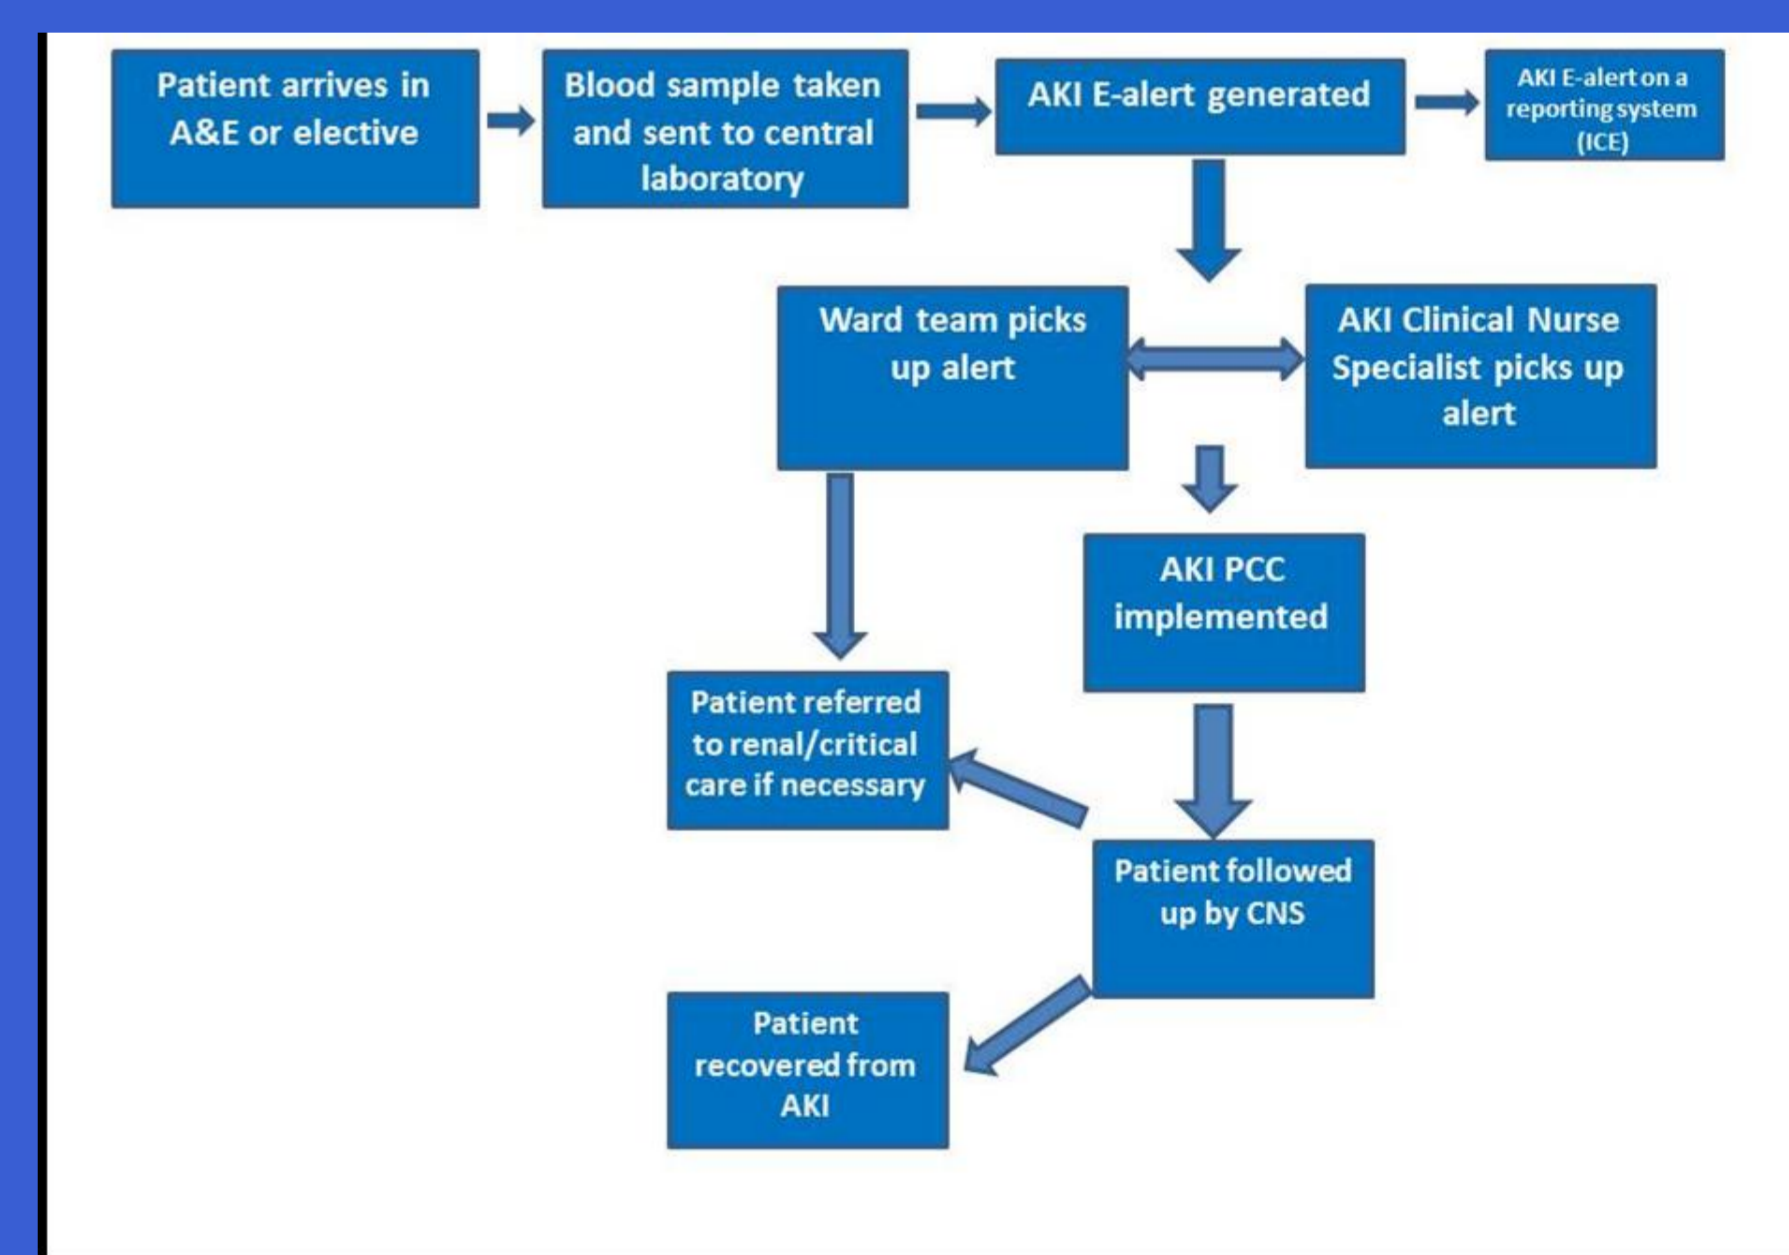 Patient arrives in
A&E or elective
Blood sample taken
and sent to central
laboratory
AKI E-alert generated
AKI E-alert on a
reporting system
(ICE)
Ward team picks
up alert
AKI Clinical Nurse
Specialist picks up
alert
AKI PCC
implemented
Patient referred
to renal/critical
care if necessary
Patient followed
up by CNS
Patient
recovered from
AKI